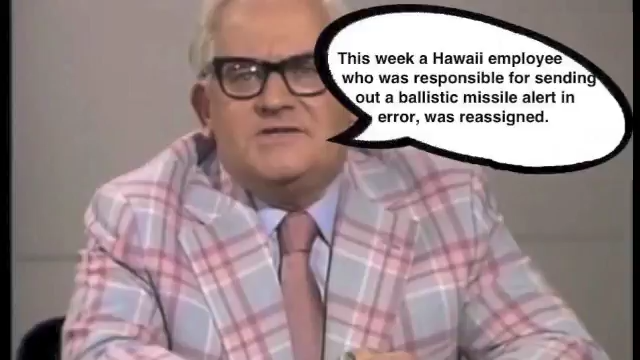 This week a Hawaii employee
who was responsible for sending
out a ballistic missile alert in
error, was reassigned.